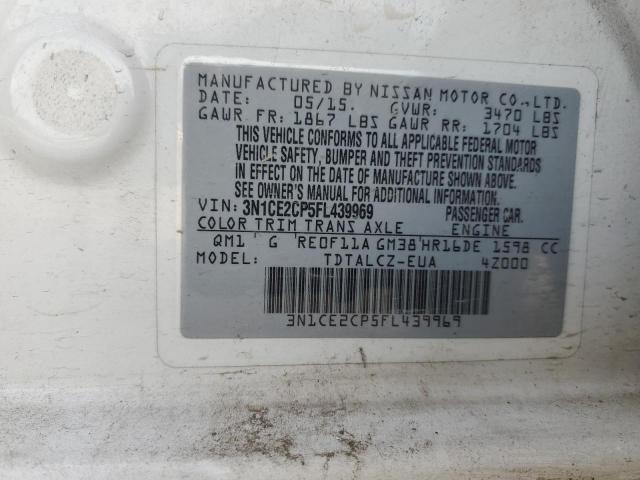 MANUFACTURED BY NISSAN MOTOR CO.,LTD.
DATE: 05/15. GVWR: 3470 LBS
GAWR FR: 1867 LBS GAWR RR: 1704 LBS
THIS VEHICLE CONFORMS TO ALL APPLICABLE FEDERAL MOTOR
VEHICLE SAFETY, BUMPER AND THEFT PREVENTION STANDARDS
IN EFFECT ON THE DATE OF MANUFACTURE SHOWN ABOVE.
SEE OWNER'S MANUAL FOR ADDITIONAL INFORMATION.
VIN: 3N1CE2CP5FL439969 PASSENGER CAR.
COLOR TRIM TRANS AXLE ENGINE
QM1 G RE0F11A GM38 HR16DE 1598 CC
MODEL: TDTALCZ-EUA 4Z000
3N1CE2CP5FL439969